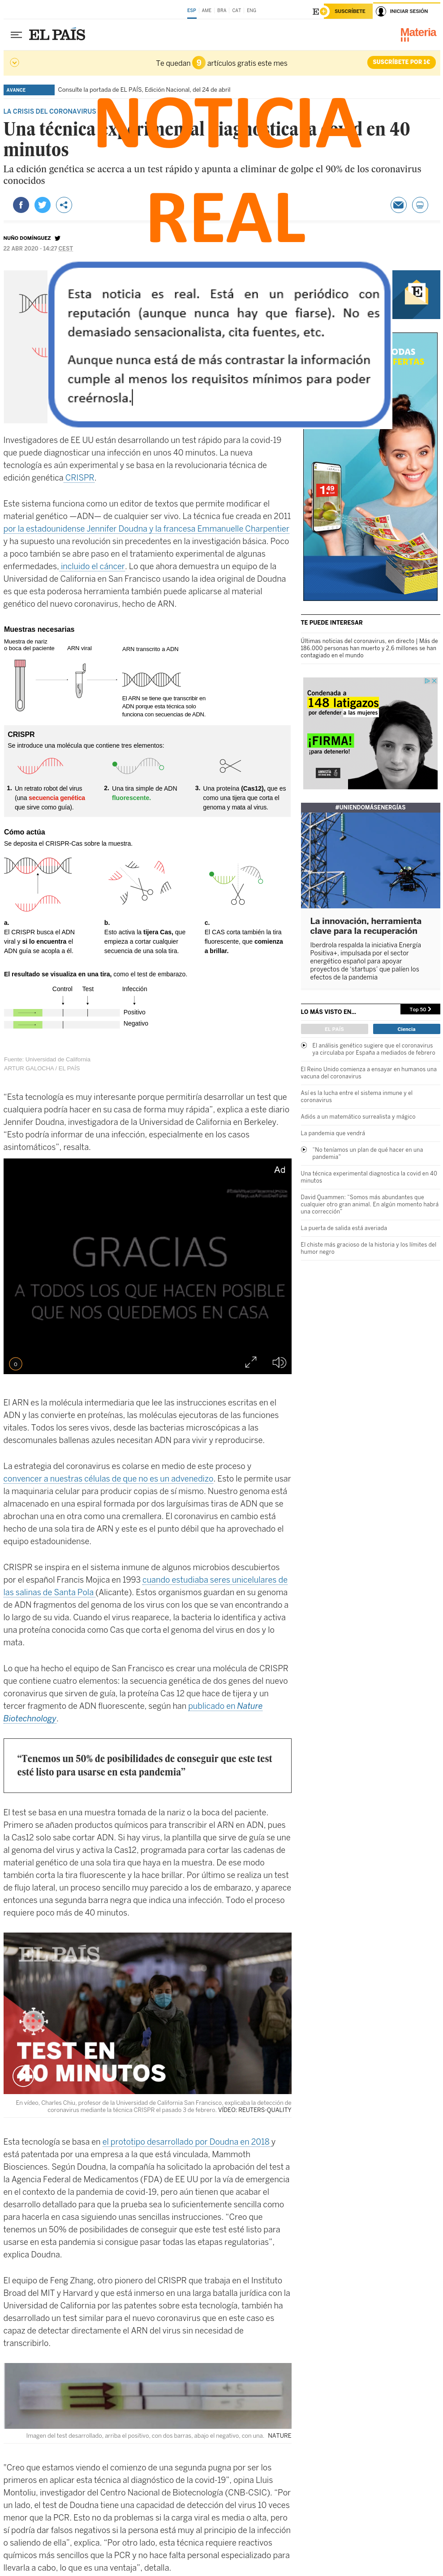 ESP AME BRA CAT ENG
SUSCRÍBETE
INICIAR SESIÓN
EL PAÍS
Materia
Te quedan 9 artículos gratis este mes
SUSCRÍBETE POR 1€
AVANCE Consulte la portada de EL PAÍS, Edición Nacional, del 24 de abril
LA CRISIS DEL CORONAVIRUS
Una técnica experimental diagnostica la covid en 40
minutos
NOTICIA
REAL
La edición genética se acerca a un test rápido y apunta a eliminar de golpe el 90% de los coronavirus
conocidos
NUÑO DOMÍNGUEZ
22 ABR 2020 - 14:27 CEST
Esta noticia es real. Está en un periódico con
reputación (aunque nunca hay que fiarse). No es
demasiado sensacionalista, cita fuentes, etc.
Aunque nunca está de más contrastar la información
cumple al menos los requisitos mínimos para poder
creérnosla.
Investigadores de EE UU están desarrollando un test rápido para la covid-19
que puede diagnosticar una infección en unos 40 minutos. La nueva
tecnología es aún experimental y se basa en la revolucionaria técnica de
edición genética CRISPR.
Este sistema funciona como un editor de textos que permite modificar el
material genético —ADN— de cualquier ser vivo. La técnica fue creada en 2011
por la estadounidense Jennifer Doudna y la francesa Emmanuelle Charpentier
y ha supuesto una revolución sin precedentes en la investigación básica. Poco
a poco también se abre paso en el tratamiento experimental de algunas
enfermedades, incluido el cáncer. Lo que ahora demuestra un equipo de la
Universidad de California en San Francisco usando la idea original de Doudna
es que esta poderosa herramienta también puede aplicarse al material
genético del nuevo coronavirus, hecho de ARN.
Muestras necesarias
Muestra de nariz
o boca del paciente
ARN viral
ARN transcrito a ADN
El ARN se tiene que transcribir en
ADN porque esta técnica solo
funciona con secuencias de ADN.
CRISPR
Se introduce una molécula que contiene tres elementos:
1. Un retrato robot del virus
(una secuencia genética
que sirve como guía).
2. Una tira simple de ADN
fluorescente.
3. Una proteína (Cas12), que es
como una tijera que corta el
genoma y mata al virus.
Cómo actúa
Se deposita el CRISPR-Cas sobre la muestra.
a.
El CRISPR busca el ADN
viral y si lo encuentra el
ADN guía se acopla a él.
b.
Esto activa la tijera Cas, que
empieza a cortar cualquier
secuencia de una sola tira.
c.
El CAS corta también la tira
fluorescente, que comienza
a brillar.
El resultado se visualiza en una tira, como el test de embarazo.
Control Test Infección
Positivo
Negativo
Fuente: Universidad de California
ARTUR GALOCHA / EL PAÍS
“Esta tecnología es muy interesante porque permitiría desarrollar un test que
cualquiera podría hacer en su casa de forma muy rápida”, explica a este diario
Jennifer Doudna, investigadora de la Universidad de California en Berkeley.
“Esto podría informar de una infección, especialmente en los casos
asintomáticos”, resalta.
Ad
GRACIAS
A TODOS LOS QUE HACEN POSIBLE
QUE NOS QUEDEMOS EN CASA
El ARN es la molécula intermediaria que lee las instrucciones escritas en el
ADN y las convierte en proteínas, las moléculas ejecutoras de las funciones
vitales. Todos los seres vivos, desde las bacterias microscópicas a las
descomunales ballenas azules necesitan ADN para vivir y reproducirse.
La estrategia del coronavirus es colarse en medio de este proceso y
convencer a nuestras células de que no es un advenedizo. Esto le permite usar
la maquinaria celular para producir copias de sí mismo. Nuestro genoma está
almacenado en una espiral formada por dos larguísimas tiras de ADN que se
abrochan una en otra como una cremallera. El coronavirus en cambio está
hecho de una sola tira de ARN y este es el punto débil que ha aprovechado el
equipo estadounidense.
CRISPR se inspira en el sistema inmune de algunos microbios descubiertos
por el español Francis Mojica en 1993 cuando estudiaba seres unicelulares de
las salinas de Santa Pola (Alicante). Estos organismos guardan en su genoma
de ADN fragmentos del genoma de los virus con los que se van encontrando a
lo largo de su vida. Cuando el virus reaparece, la bacteria lo identifica y activa
una proteína conocida como Cas que corta el genoma del virus en dos y lo
mata.
Lo que ha hecho el equipo de San Francisco es crear una molécula de CRISPR
que contiene cuatro elementos: la secuencia genética de dos genes del nuevo
coronavirus que sirven de guía, la proteína Cas 12 que hace de tijera y un
tercer fragmento de ADN fluorescente, según han publicado en Nature
Biotechnology.
“Tenemos un 50% de posibilidades de conseguir que este test
esté listo para usarse en esta pandemia”
El test se basa en una muestra tomada de la nariz o la boca del paciente.
Primero se añaden productos químicos para transcribir el ARN en ADN, pues
la Cas12 solo sabe cortar ADN. Si hay virus, la plantilla que sirve de guía se une
al genoma del virus y activa la Cas12, programada para cortar las cadenas de
material genético de una sola tira que haya en la muestra. De ese modo
también corta la tira fluorescente y la hace brillar. Por último se realiza un test
de flujo lateral, un proceso sencillo muy parecido a los de embarazo, y aparece
entonces una segunda barra negra que indica una infección. Todo el proceso
requiere poco más de 40 minutos.
EL PAÍS
TEST EN
40 MINUTOS
En vídeo, Charles Chiu, profesor de la Universidad de California San Francisco, explicaba la detección de
coronavirus mediante la técnica CRISPR el pasado 3 de febrero. VÍDEO: REUTERS-QUALITY
Esta tecnología se basa en el prototipo desarrollado por Doudna en 2018 y
está patentada por una empresa a la que está vinculada, Mammoth
Biosciences. Según Doudna, la compañía ha solicitado la aprobación del test a
la Agencia Federal de Medicamentos (FDA) de EE UU por la vía de emergencia
en el contexto de la pandemia de covid-19, pero aún tienen que acabar el
desarrollo detallado para que la prueba sea lo suficientemente sencilla como
para hacerla en casa siguiendo unas sencillas instrucciones. “Creo que
tenemos un 50% de posibilidades de conseguir que este test esté listo para
usarse en esta pandemia si consigue pasar todas las etapas regulatorias”,
explica Doudna.
El equipo de Feng Zhang, otro pionero del CRISPR que trabaja en el Instituto
Broad del MIT y Harvard y que está inmerso en una larga batalla jurídica con la
Universidad de California por las patentes sobre esta tecnología, también ha
desarrollado un test similar para el nuevo coronavirus que en este caso es
capaz de detectar directamente el ARN del virus sin necesidad de
transcribirlo.
Imagen del test desarrollado, arriba el positivo, con dos barras, abajo el negativo, con una. NATURE
"Creo que estamos viendo el comienzo de una segunda pugna por ser los
primeros en aplicar esta técnica al diagnóstico de la covid-19”, opina Lluis
Montoliu, investigador del Centro Nacional de Biotecnología (CNB-CSIC). “Por
un lado, el test de Doudna tiene una capacidad de detección del virus 10 veces
menor que la PCR. Esto no da problemas si la carga viral es media o alta, pero
sí podría dar falsos negativos si la persona está muy al principio de la infección
o saliendo de ella”, explica. “Por otro lado, esta técnica requiere reactivos
químicos más sencillos que la PCR y no hace falta personal especializado para
llevarla a cabo, lo que es una ventaja”, detalla.
1.49
TE PUEDE INTERESAR
Últimas noticias del coronavirus, en directo | Más de
186.000 personas han muerto y 2,6 millones se han
contagiado en el mundo
Condenada a
148 latigazos
por defender a las mujeres
¡FIRMA!
¡para detenerlo!
#UNIENDOMÁSENERGÍAS
La innovación, herramienta
clave para la recuperación
Iberdrola respalda la iniciativa Energía
Positiva+, impulsada por el sector
energético español para apoyar
proyectos de 'startups' que palíen los
efectos de la pandemia
LO MÁS VISTO EN...
Top 50
EL PAÍS
Ciencia
El análisis genético sugiere que el coronavirus
ya circulaba por España a mediados de febrero
El Reino Unido comienza a ensayar en humanos una
vacuna del coronavirus
Así es la lucha entre el sistema inmune y el
coronavirus
Adiós a un matemático surrealista y mágico
La pandemia que vendrá
“No teníamos un plan de qué hacer en una
pandemia”
Una técnica experimental diagnostica la covid en 40
minutos
David Quammen: “Somos más abundantes que
cualquier otro gran animal. En algún momento habrá
una corrección”
La puerta de salida está averiada
El chiste más gracioso de la historia y los límites del
humor negro